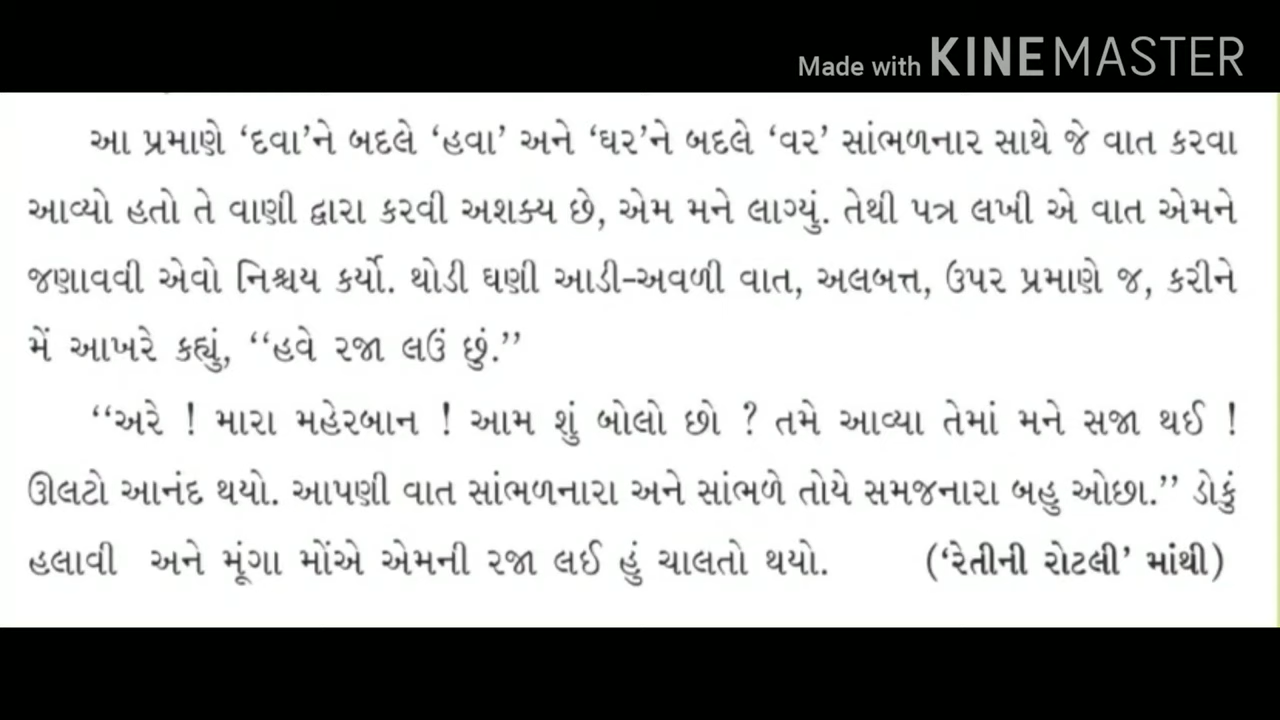 Made with KINEMASTER
આ પ્રમાણે ‘દવા’ને બદલે ‘હવા’ અને ‘ઘર’ને બદલે ‘વર’ સાંભળનાર સાથે જે વાત કરવા
આવ્યો હતો તે વાણી દ્વારા કરવી અશક્ય છે, એમ મને લાગ્યું. તેથી પત્ર લખી એ વાત એમને
જણાવવી એવો નિશ્ચય કર્યો. થોડી ઘણી આડી-અવળી વાત, અલબત્ત, ઉપર પ્રમાણે જ, કરીને
મેં આખરે કહ્યું, ‘‘હવે રજા લઉં છું.’’
‘‘અરે ! મારા મહેરબાન ! આમ શું બોલો છો ? તમે આવ્યા તેમાં મને સજા થઈ !
ઊલટો આનંદ થયો. આપણી વાત સાંભળનારા અને સાંભળે તોયે સમજનારા બહુ ઓછા.’’ ડોકું
હલાવી અને મૂંગા મોંએ એમની રજા લઈ હું ચાલતો થયો. (‘રેતીની રોટલી’ માંથી)